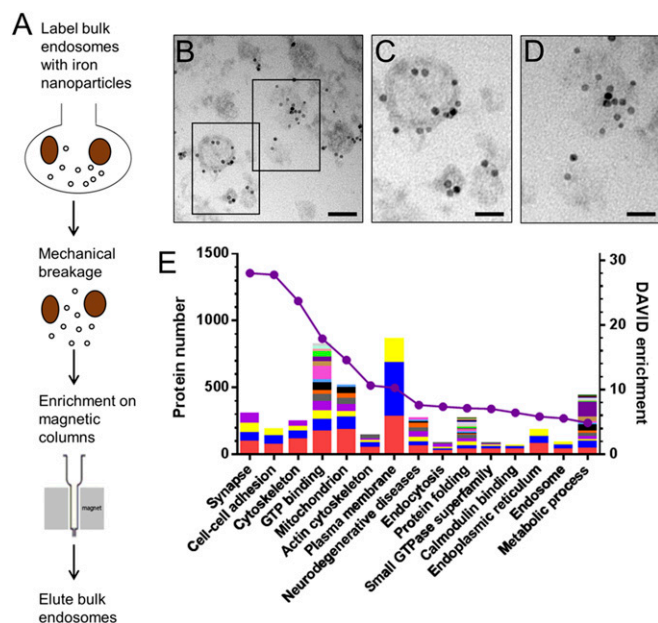 A
Label bulk
endosomes
with iron
nanoparticles
Mechanical
breakage
Enrichment on
magnetic
columns
magnet
Elute bulk
endosomes
B
C
D
E
Protein number
1500
1000
500
0
DAVID enrichment
30
20
10
0
Synapse
Cell-cell adhesion
Cytoskeleton
GTP binding
Mitochondrion
Actin cytoskeleton
Plasma membrane
Neurodegenerative diseases
Endocytosis
Protein folding
Small GTPase superfamily
Calmodulin binding
Endoplasmic reticulum
Endosome
Metabolic process